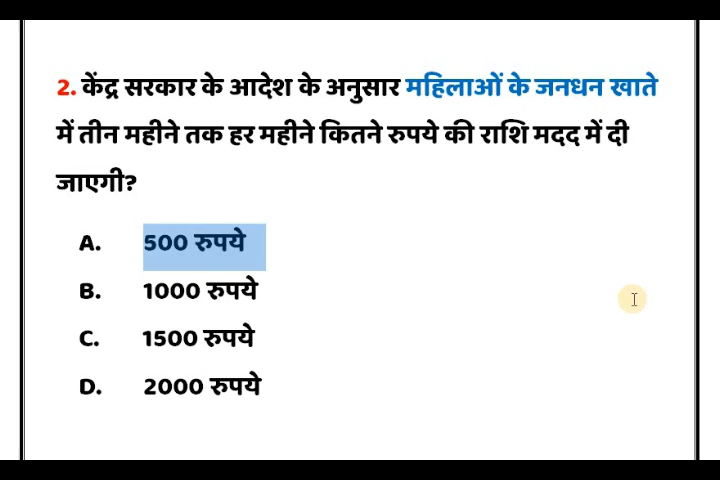 2. केंद्र सरकार के आदेश के अनुसार महिलाओं के जनधन खाते
में तीन महीने तक हर महीने कितने रुपये की राशि मदद में दी
जाएगी?
A. 500 रुपये
B. 1000 रुपये
C. 1500 रुपये
D. 2000 रुपये